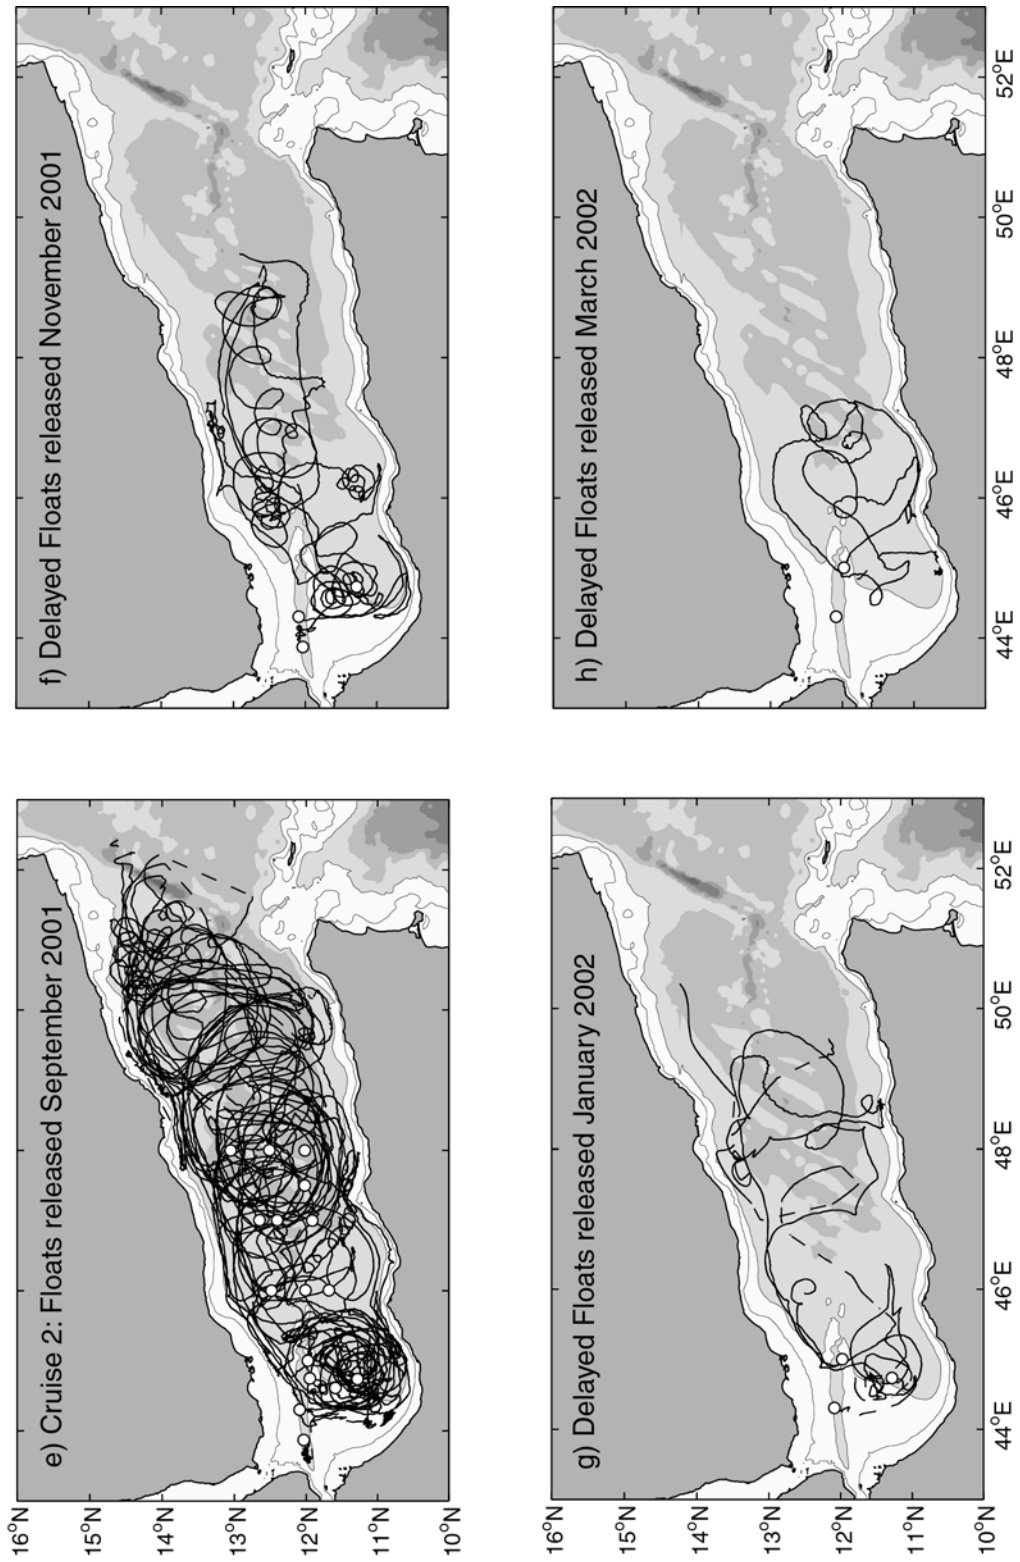 e) Cruise 2: Floats released September 2001
16°N
15°N
14°N
13°N
12°N
11°N
10°N
f) Delayed Floats released November 2001
g) Delayed Floats released January 2002
16°N
15°N
14°N
13°N
12°N
11°N
10°N
44°E
46°E
48°E
50°E
52°E
h) Delayed Floats released March 2002
44°E
46°E
48°E
50°E
52°E